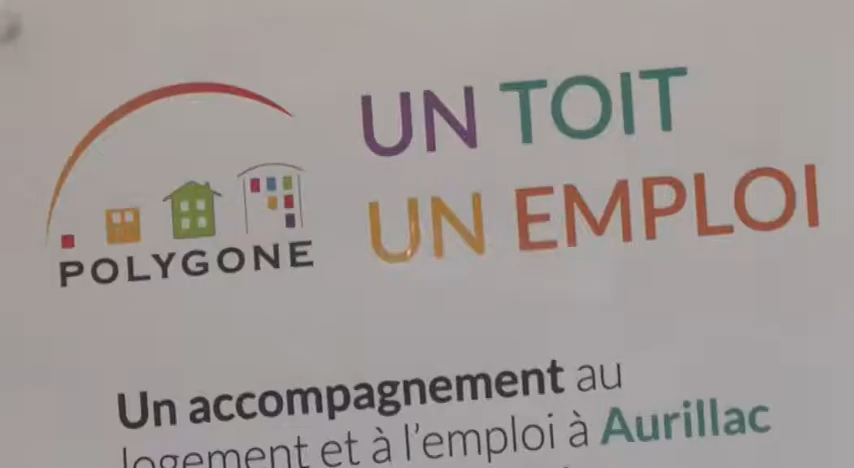 UN TOIT
UN EMPLOI
POLYGONE
Un accompagnement au
logement et à l'emploi à Aurillac